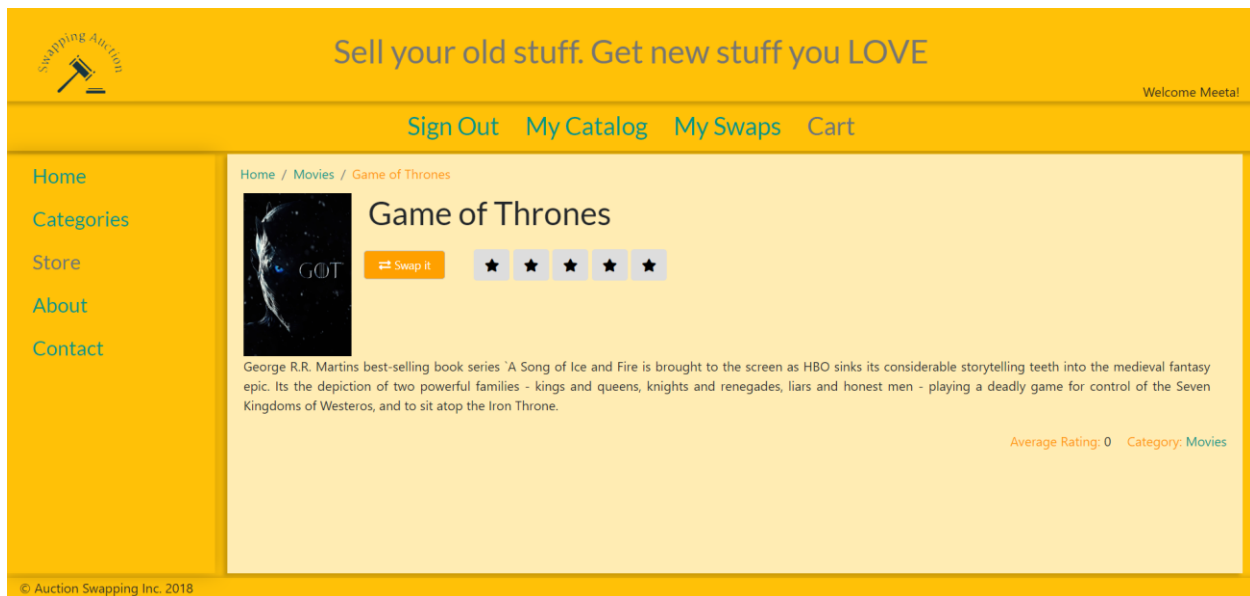 Swapping Auction
Sell your old stuff. Get new stuff you LOVE
Welcome Meeta!
Sign Out My Catalog My Swaps Cart
Home
Categories
Store
About
Contact
Home / Movies / Game of Thrones
Game of Thrones
GOT
Swap it
George R.R. Martins best-selling book series `A Song of Ice and Fire is brought to the screen as HBO sinks its considerable storytelling teeth into the medieval fantasy
epic. Its the depiction of two powerful families - kings and queens, knights and renegades, liars and honest men - playing a deadly game for control of the Seven
Kingdoms of Westeros, and to sit atop the Iron Throne.
Average Rating: 0 Category: Movies
© Auction Swapping Inc. 2018